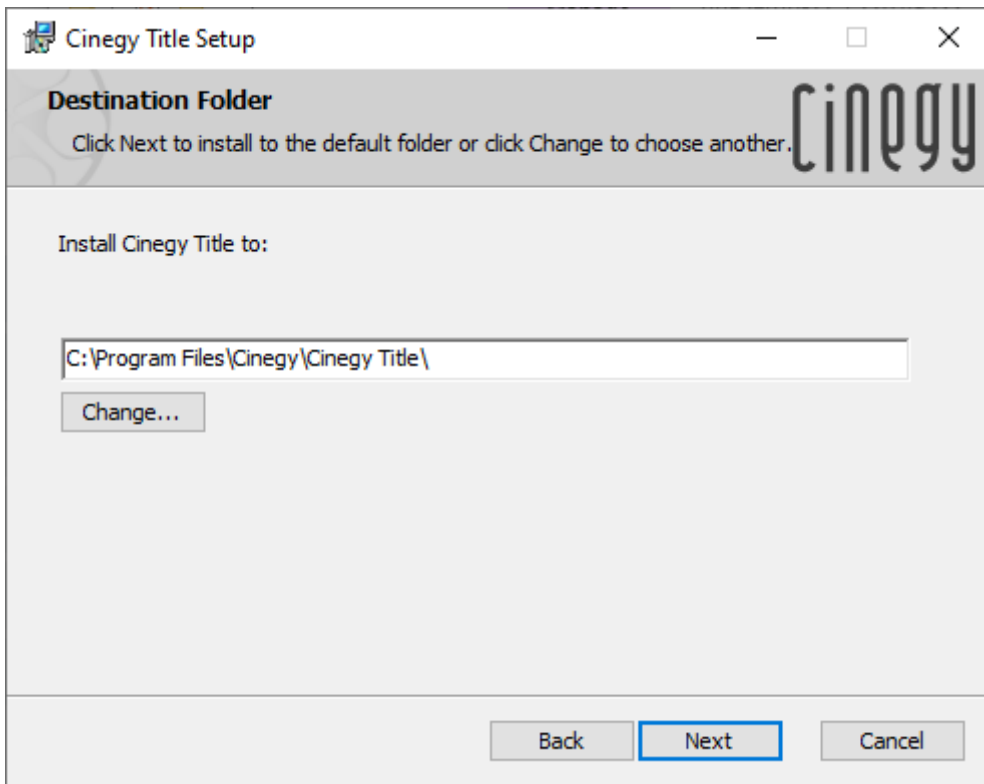 Cinegy Title Setup
Destination Folder
Click Next to install to the default folder or click Change to choose another.
cinegy
Install Cinegy Title to:
C:\Program Files\Cinegy\Cinegy Title\
Change...
Back
Next
Cancel